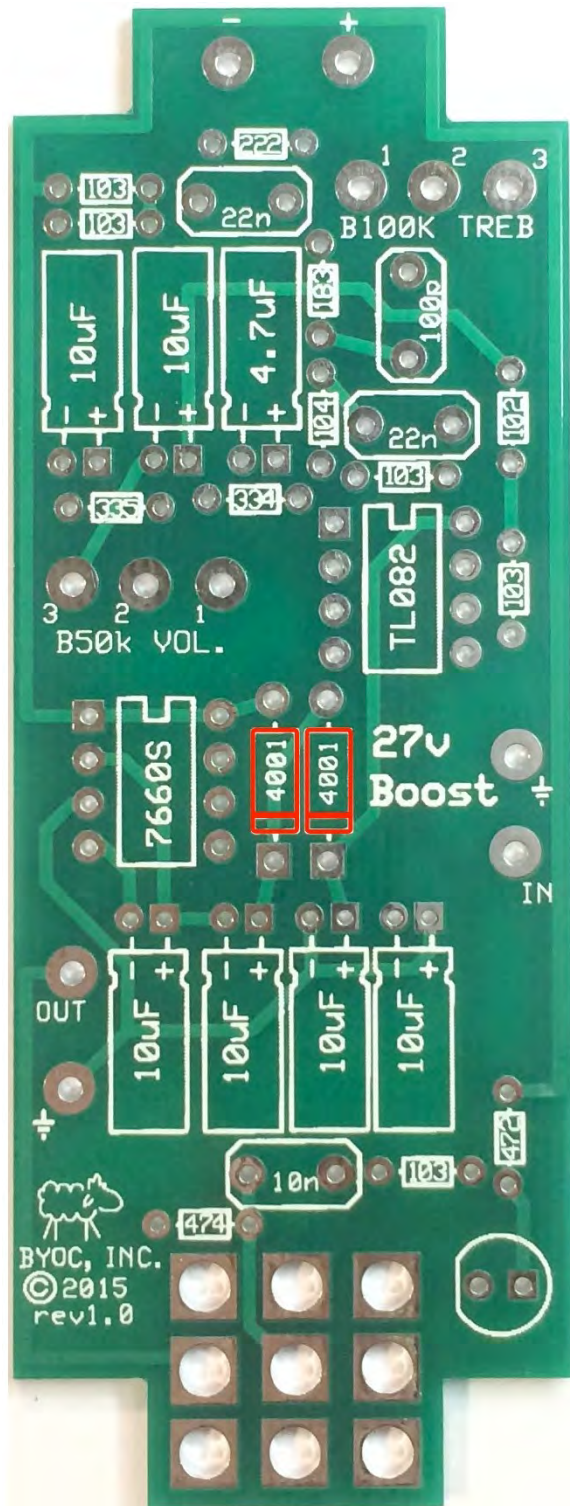 - +
222
1 2 3
103
103
22n
B100K TREB
183
100p
10uF
10uF
4.7uF
- +
- +
- +
104
22n
102
335
334
103
TL082
103
3 2 1
B50k VOL.
7660S
4001
4001
27v
Boost
IN
- +
- +
- +
- +
OUT
10uF
10uF
10uF
10uF
472
10n
103
474
BYOC, INC.
©2015
rev1.0